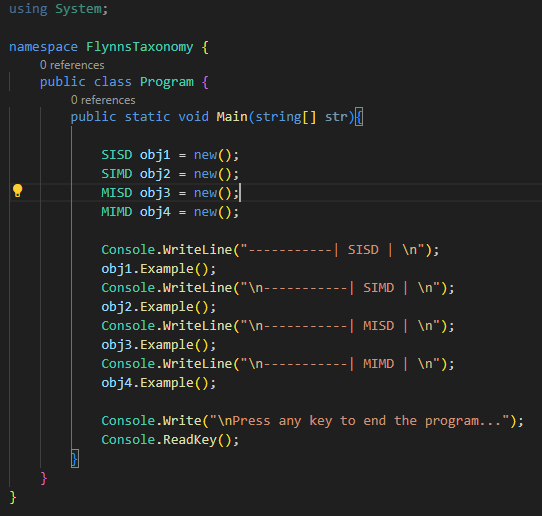 using System;
namespace FlynnsTaxonomy {
0 references
public class Program {
0 references
public static void Main(string[] str){
SISD obj1 = new();
SIMD obj2 = new();
MISD obj3 = new();
MIMD obj4 = new();
Console.WriteLine("-----------| SISD | \n");
obj1.Example();
Console.WriteLine("\n-----------| SIMD | \n");
obj2.Example();
Console.WriteLine("\n-----------| MISD | \n");
obj3.Example();
Console.WriteLine("\n-----------| MIMD | \n");
obj4.Example();
Console.Write("\nPress any key to end the program...");
Console.ReadKey();
}
}
}